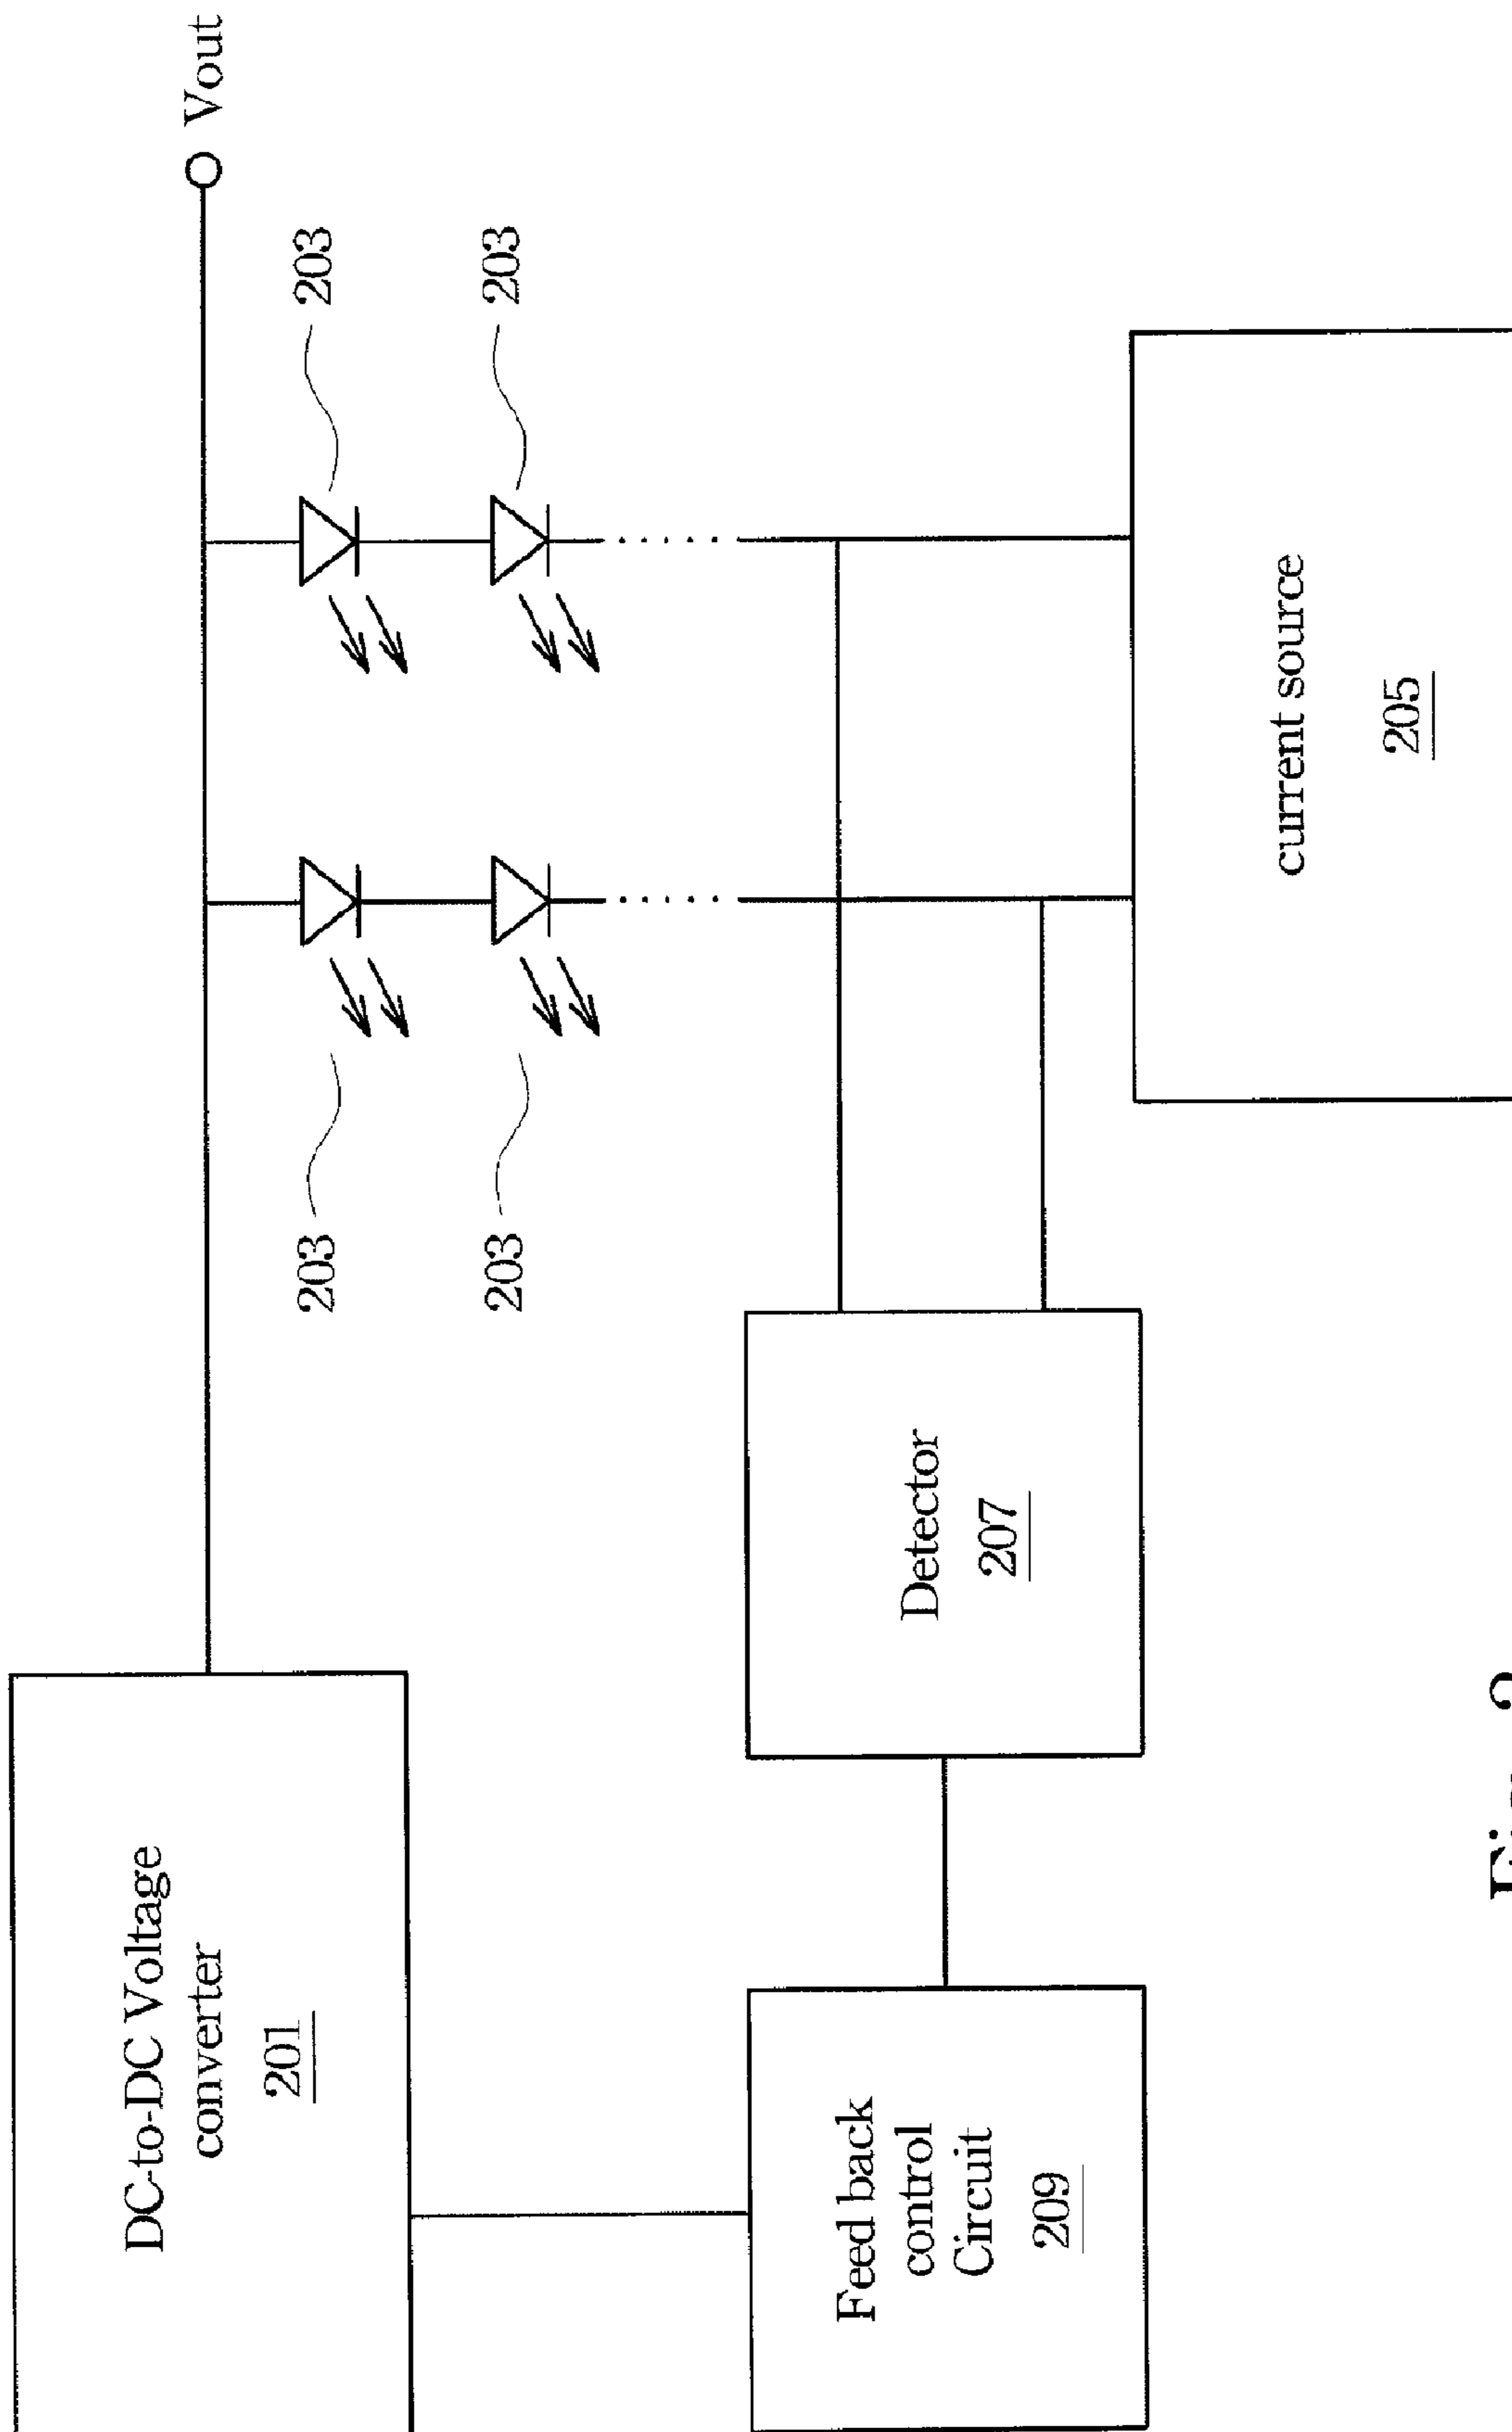 Vout
203
203
203
203
DC-to-DC Voltage
converter
201
Feed back
control
Circuit
209
Detector
207
current source
205